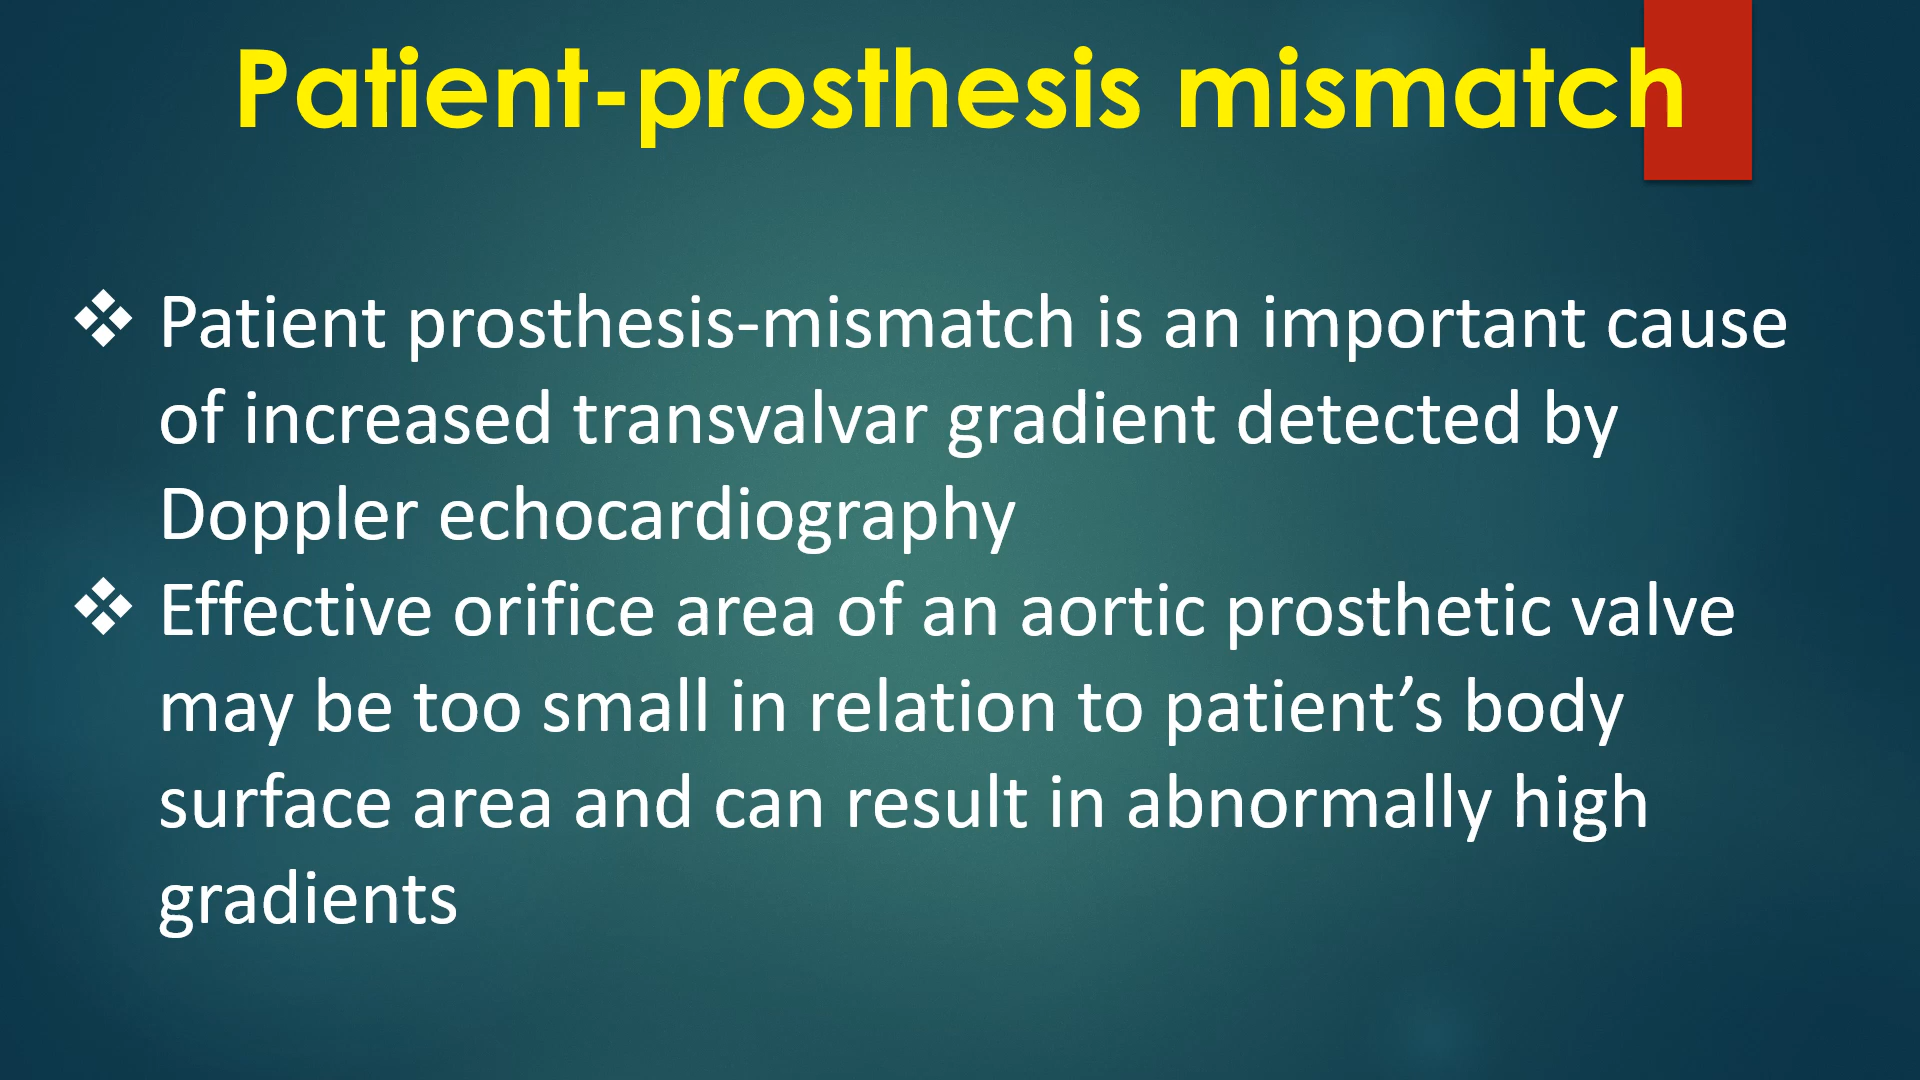 Patient-prosthesis mismatch
❖ Patient prosthesis-mismatch is an important cause
of increased transvalvar gradient detected by
Doppler echocardiography
❖ Effective orifice area of an aortic prosthetic valve
may be too small in relation to patient’s body
surface area and can result in abnormally high
gradients